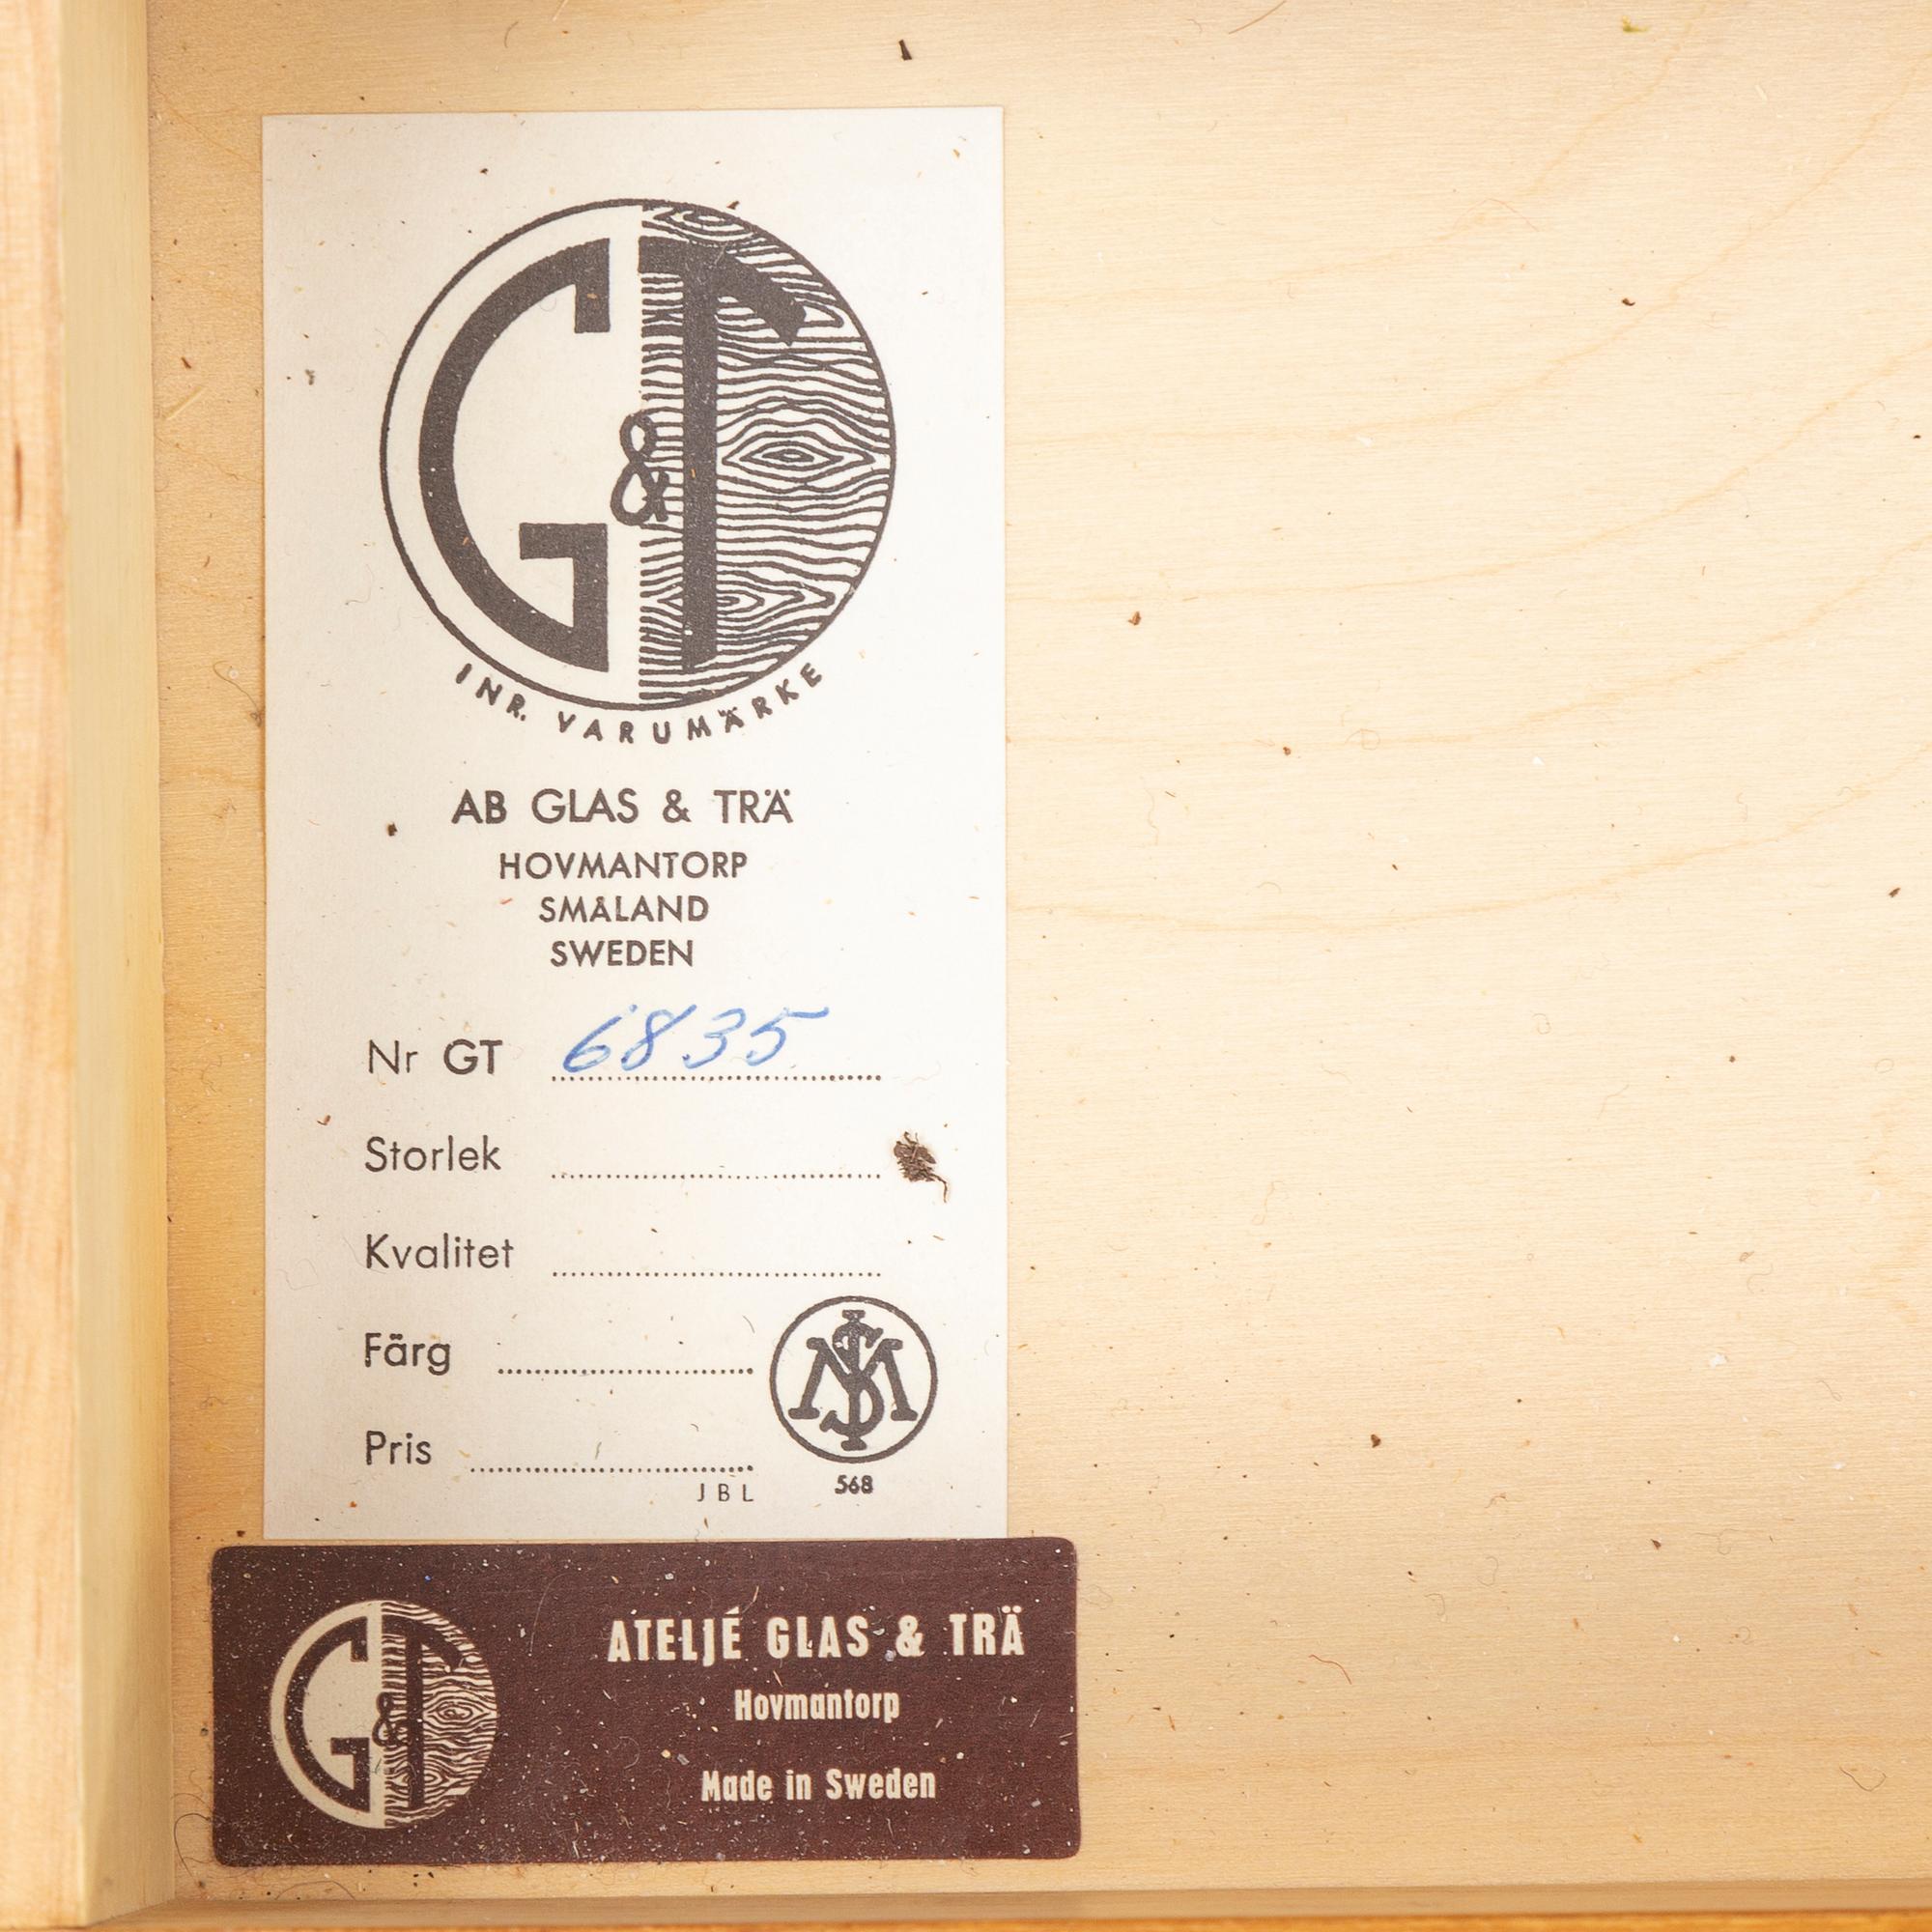 G&T
INR. VARUMÄRKE
AB GLAS & TRÄ
HOVMANTORP
SMÅLAND
SWEDEN
Nr GT 6835
Storlek
Kvalitet
Färg
Pris
JBL
SMI
568
G&T
ATELJÉ GLAS & TRÄ
Hovmantorp
Made in Sweden